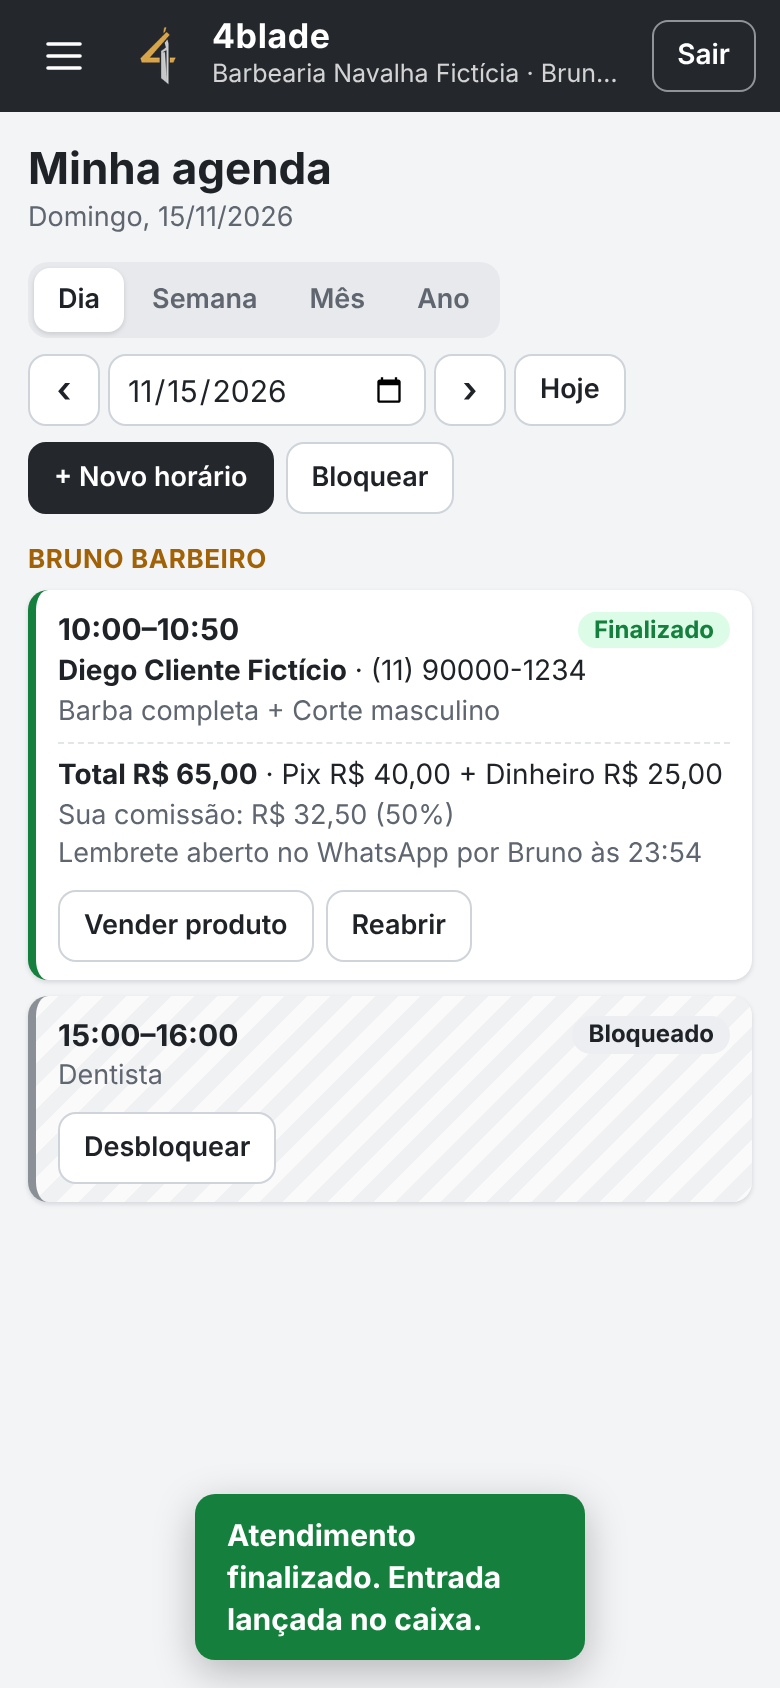 4blade
Barbearia Navalha Fictícia · Brun...
Sair
Minha agenda
Domingo, 15/11/2026
Dia Semana Mês Ano
‹ 11/15/2026 › Hoje
+ Novo horário Bloquear
BRUNO BARBEIRO
10:00–10:50 Finalizado
Diego Cliente Fictício · (11) 90000-1234
Barba completa + Corte masculino
Total R$ 65,00 · Pix R$ 40,00 + Dinheiro R$ 25,00
Sua comissão: R$ 32,50 (50%)
Lembrete aberto no WhatsApp por Bruno às 23:54
Vender produto Reabrir
15:00–16:00 Bloqueado
Dentista
Desbloquear
Atendimento
finalizado. Entrada
lançada no caixa.